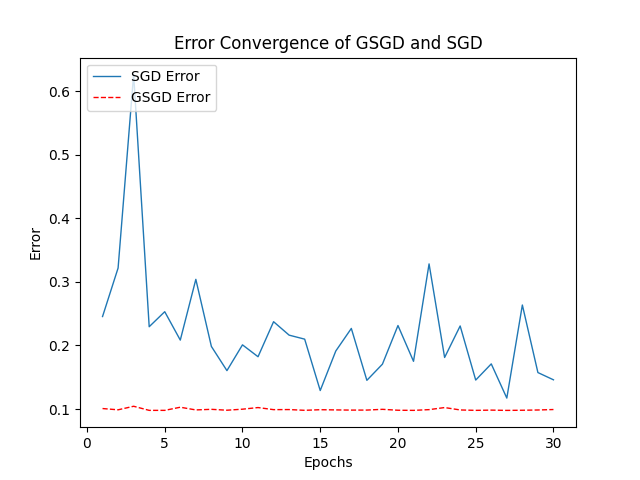 Error Convergence of GSGD and SGD
SGD Error
GSGD Error
0.6
0.5
0.4
0.3
0.2
0.1
Error
0 5 10 15 20 25 30
Epochs